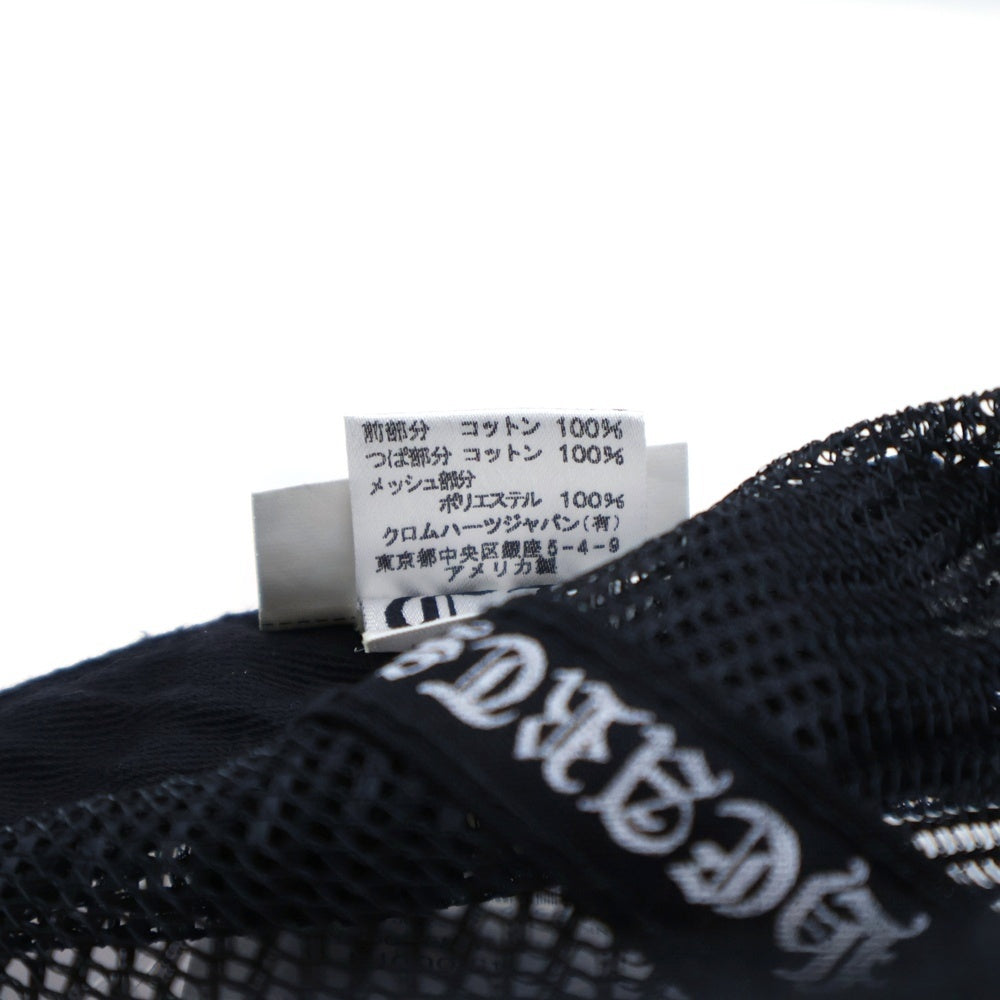 前部分 コットン 100%
つば部分 コットン 100%
メッシュ部分
ポリエステル 100%
クロムハーツジャパン(有)
東京都中央区銀座5-4-9
アメリカ製